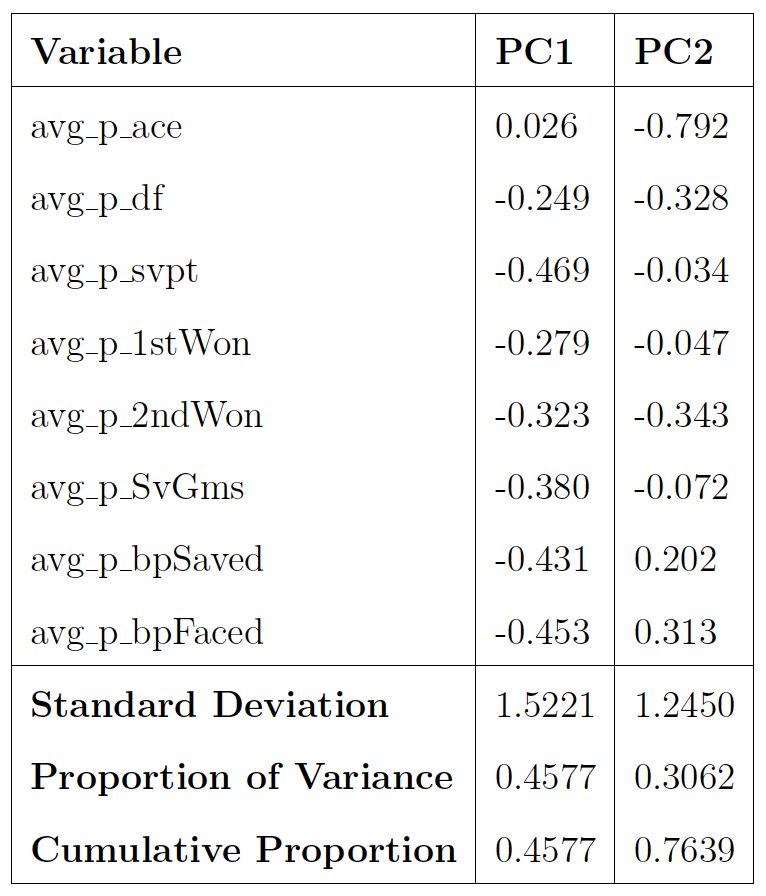 Variable PC1 PC2
avg_p_ace 0.026 -0.792
avg_p_df -0.249 -0.328
avg_p_svpt -0.469 -0.034
avg_p_1stWon -0.279 -0.047
avg_p_2ndWon -0.323 -0.343
avg_p_SvGms -0.380 -0.072
avg_p_bpSaved -0.431 0.202
avg_p_bpFaced -0.453 0.313
Standard Deviation 1.5221 1.2450
Proportion of Variance 0.4577 0.3062
Cumulative Proportion 0.4577 0.7639